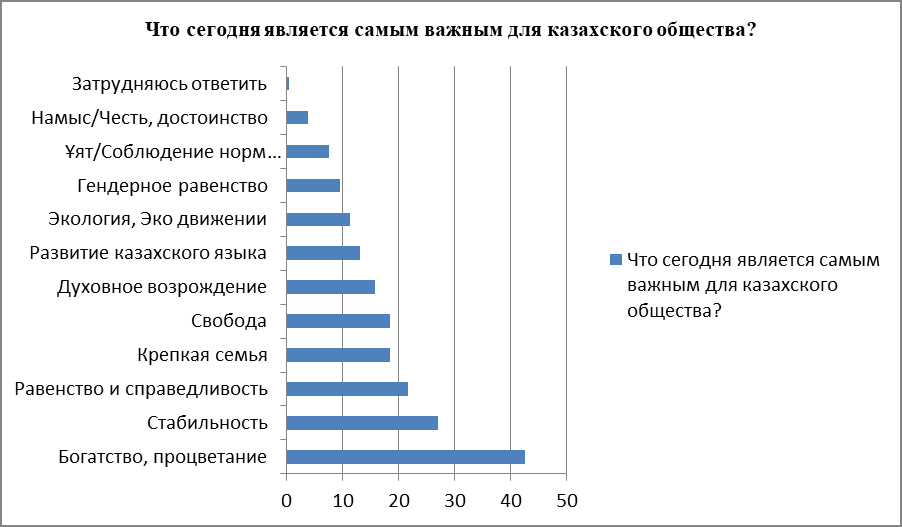 Что сегодня является самым важным для казахского общества?
Затрудняюсь ответить
Намыс/Честь, достоинство
Ұят/Соблюдение норм...
Гендерное равенство
Экология, Эко движении
Развитие казахского языка
Духовное возрождение
Свобода
Крепкая семья
Равенство и справедливость
Стабильность
Богатство, процветание
0 10 20 30 40 50
Что сегодня является самым
важным для казахского
общества?